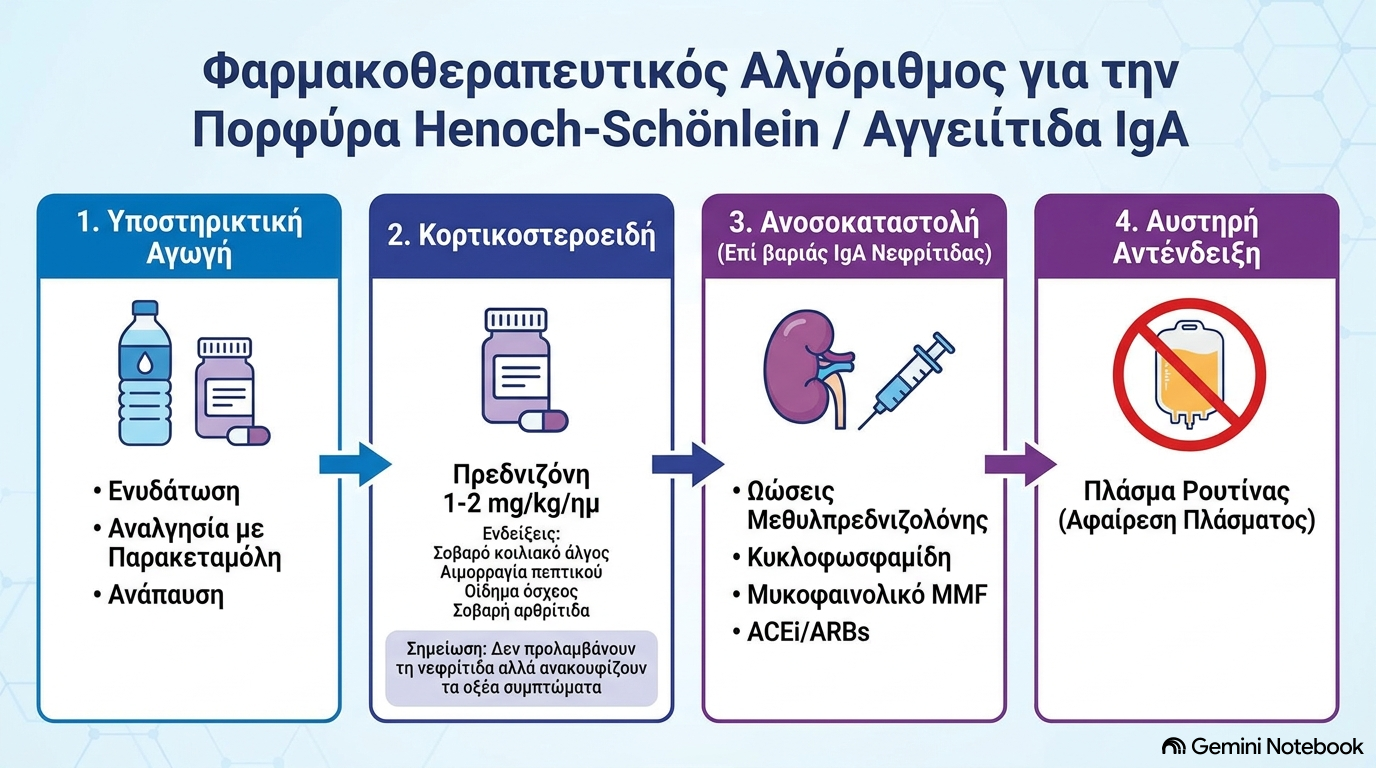 Φαρμακοθεραπευτικός Αλγόριθμος για την
Πορφύρα Henoch-Schönlein / Αγγειίτιδα IgA
1. Υποστηρικτική
Αγωγή
• Ενυδάτωση
• Αναλγησία με
Παρακεταμόλη
• Ανάπαυση
2. Κορτικοστεροειδή
Πρεδνιζόνη
1-2 mg/kg/ημ
Ενδείξεις:
Σοβαρό κοιλιακό άλγος
Αιμορραγία πεπτικού
Οίδημα όσχεος
Σοβαρή αρθρίτιδα
Σημείωση: Δεν προλαμβάνουν
τη νεφρίτιδα αλλά ανακουφίζουν
τα οξέα συμπτώματα
3. Ανοσοκαταστολή
(Επί βαριάς IgA Νεφρίτιδας)
• Ωώσεις
Μεθυλπρεδνιζολόνης
• Κυκλοφωσφαμίδη
• Μυκοφαινολικό MMF
• ACEi/ARBs
4. Αυστηρή
Αντένδειξη
Πλάσμα Ρουτίνας
(Αφαίρεση Πλάσματος)
Gemini Notebook